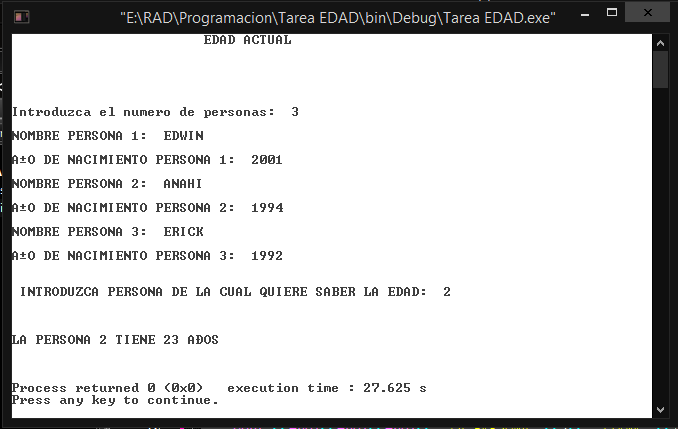 "E:\RAD\Programacion\Tarea EDAD\bin\Debug\Tarea EDAD.exe"
EDAD ACTUAL
Introduzca el numero de personas: 3
NOMBRE PERSONA 1: EDWIN
A±O DE NACIMIENTO PERSONA 1: 2001
NOMBRE PERSONA 2: ANAHI
A±O DE NACIMIENTO PERSONA 2: 1994
NOMBRE PERSONA 3: ERICK
A±O DE NACIMIENTO PERSONA 3: 1992
INTRODUZCA PERSONA DE LA CUAL QUIERE SABER LA EDAD: 2
LA PERSONA 2 TIENE 23 AÐOS
Process returned 0 (0x0) execution time : 27.625 s
Press any key to continue.